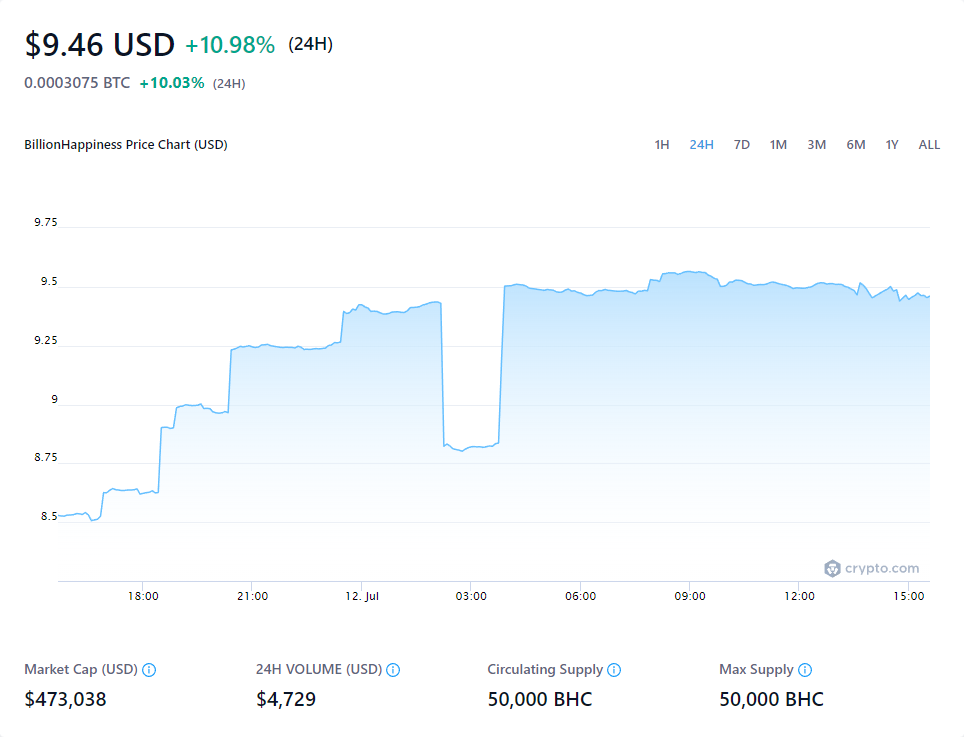 $9.46 USD +10.98% (24H)
0.0003075 BTC +10.03% (24H)
BillionHappiness Price Chart (USD) 1H 24H 7D 1M 3M 6M 1Y ALL
9.75
9.5
9.25
9
8.75
8.5
crypto.com
18:00 21:00 12. Jul 03:00 06:00 09:00 12:00 15:00
Market Cap (USD) 24H VOLUME (USD) Circulating Supply Max Supply
$473,038 $4,729 50,000 BHC 50,000 BHC